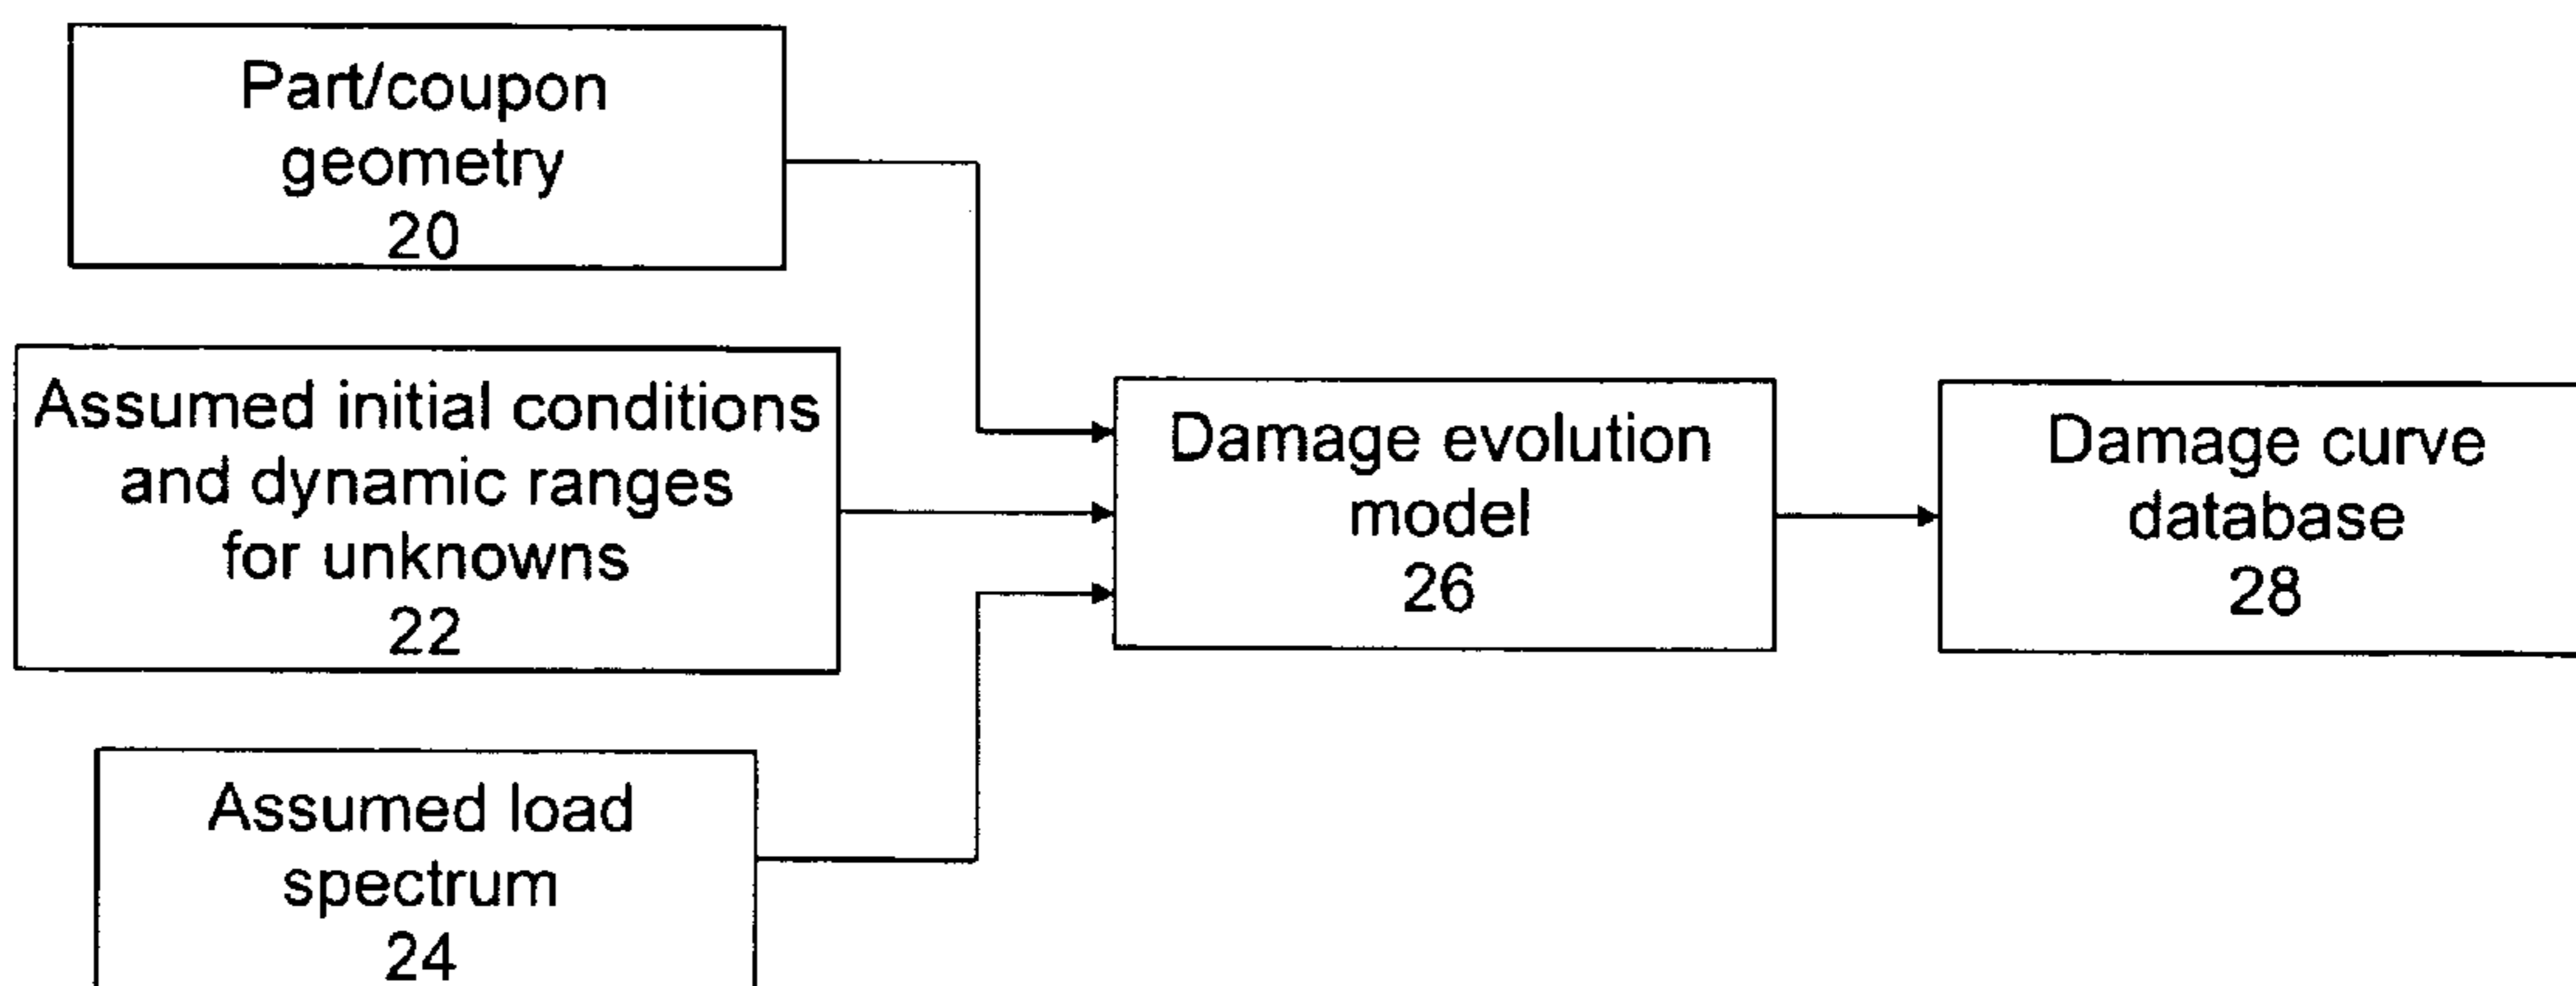 Part/coupon
geometry
20
Assumed initial conditions
and dynamic ranges
for unknowns
22
Assumed load
spectrum
24
Damage evolution
model
26
Damage curve
database
28